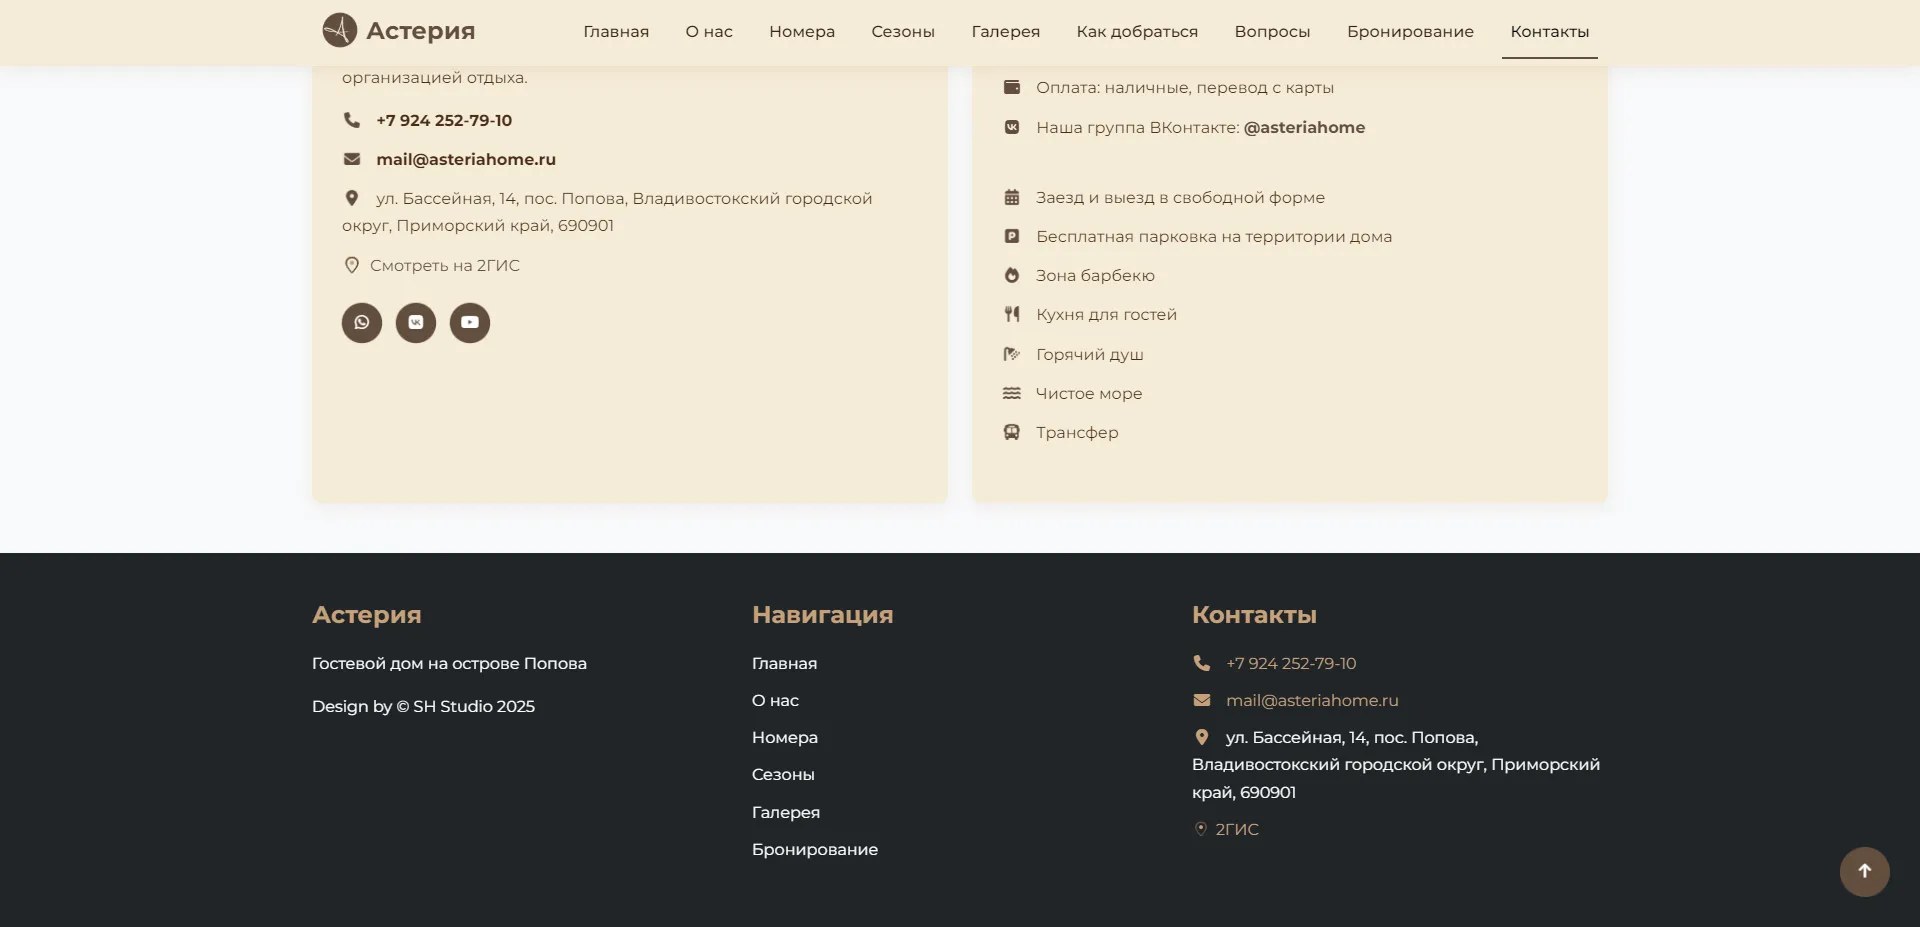 Астерия
Главная
О нас
Номера
Сезоны
Галерея
Как добраться
Вопросы
Бронирование
Контакты
организацией отдыха.
+7 924 252-79-10
mail@asteriahome.ru
ул. Бассейная, 14, пос. Попова, Владивостокский городской
округ, Приморский край, 690901
Смотреть на 2ГИС
Оплата: наличные, перевод с карты
Наша группа ВКонтакте: @asteriahome
Заезд и выезд в свободной форме
Бесплатная парковка на территории дома
Зона барбекю
Кухня для гостей
Горячий душ
Чистое море
Трансфер
Астерия
Гостевой дом на острове Попова
Design by © SH Studio 2025
Навигация
Главная
О нас
Номера
Сезоны
Галерея
Бронирование
Контакты
+7 924 252-79-10
mail@asteriahome.ru
ул. Бассейная, 14, пос. Попова,
Владивостокский городской округ, Приморский
край, 690901
2ГИС